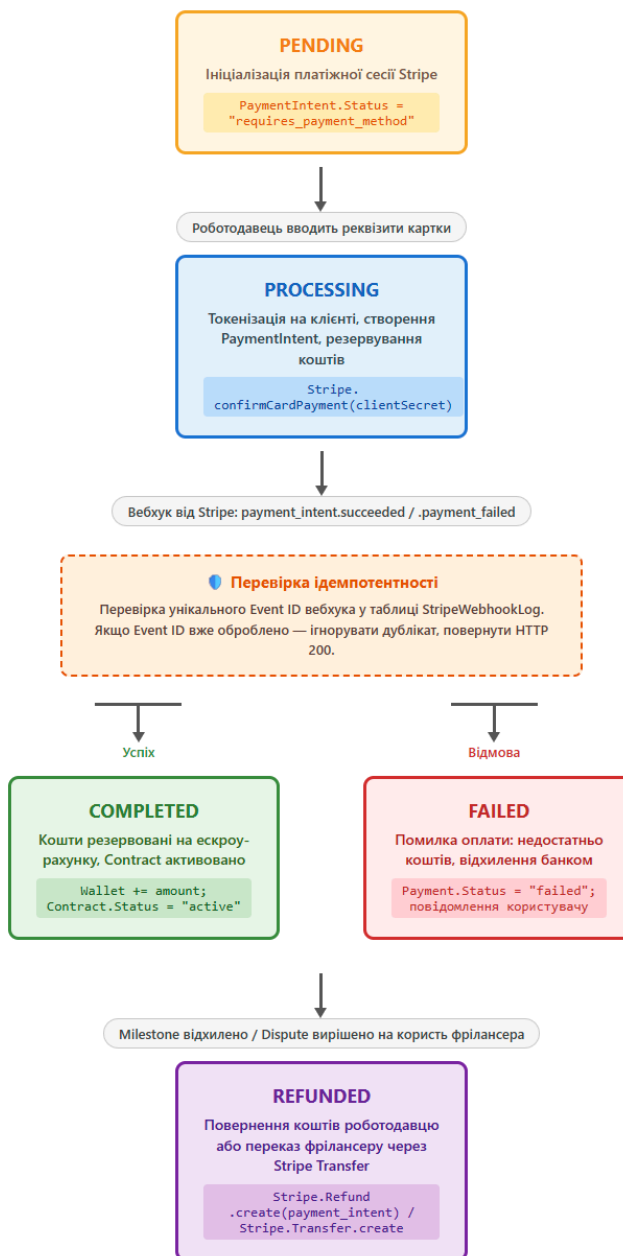 PENDING
Ініціалізація платіжної сесії Stripe
PaymentIntent.Status =
"requires_payment_method"
Роботодавець вводить реквізити картки
PROCESSING
Токенізація на клієнті, створення
PaymentIntent, резервування
коштів
Stripe.
confirmCardPayment(clientSecret)
Вебхук від Stripe: payment_intent.succeeded / .payment_failed
Перевірка ідемпотентності
Перевірка унікального Event ID вебхука у таблиці StripeWebhookLog.
Якщо Event ID вже оброблено — ігнорувати дублікат, повернути HTTP
200.
Успіх
COMPLETED
Кошти резервовані на ескроу-
рахунку, Contract активовано
Wallet += amount;
Contract.Status = "active"
Відмова
FAILED
Помилка оплати: недостатньо
коштів, відхилення банком
Payment.Status = "failed";
повідомлення користувачу
Milestone відхилено / Dispute вирішено на користь фрілансера
REFUNDED
Повернення коштів роботодавцю
або переказ фрілансеру через
Stripe Transfer
Stripe.Refund
.create(payment_intent) /
Stripe.Transfer.create